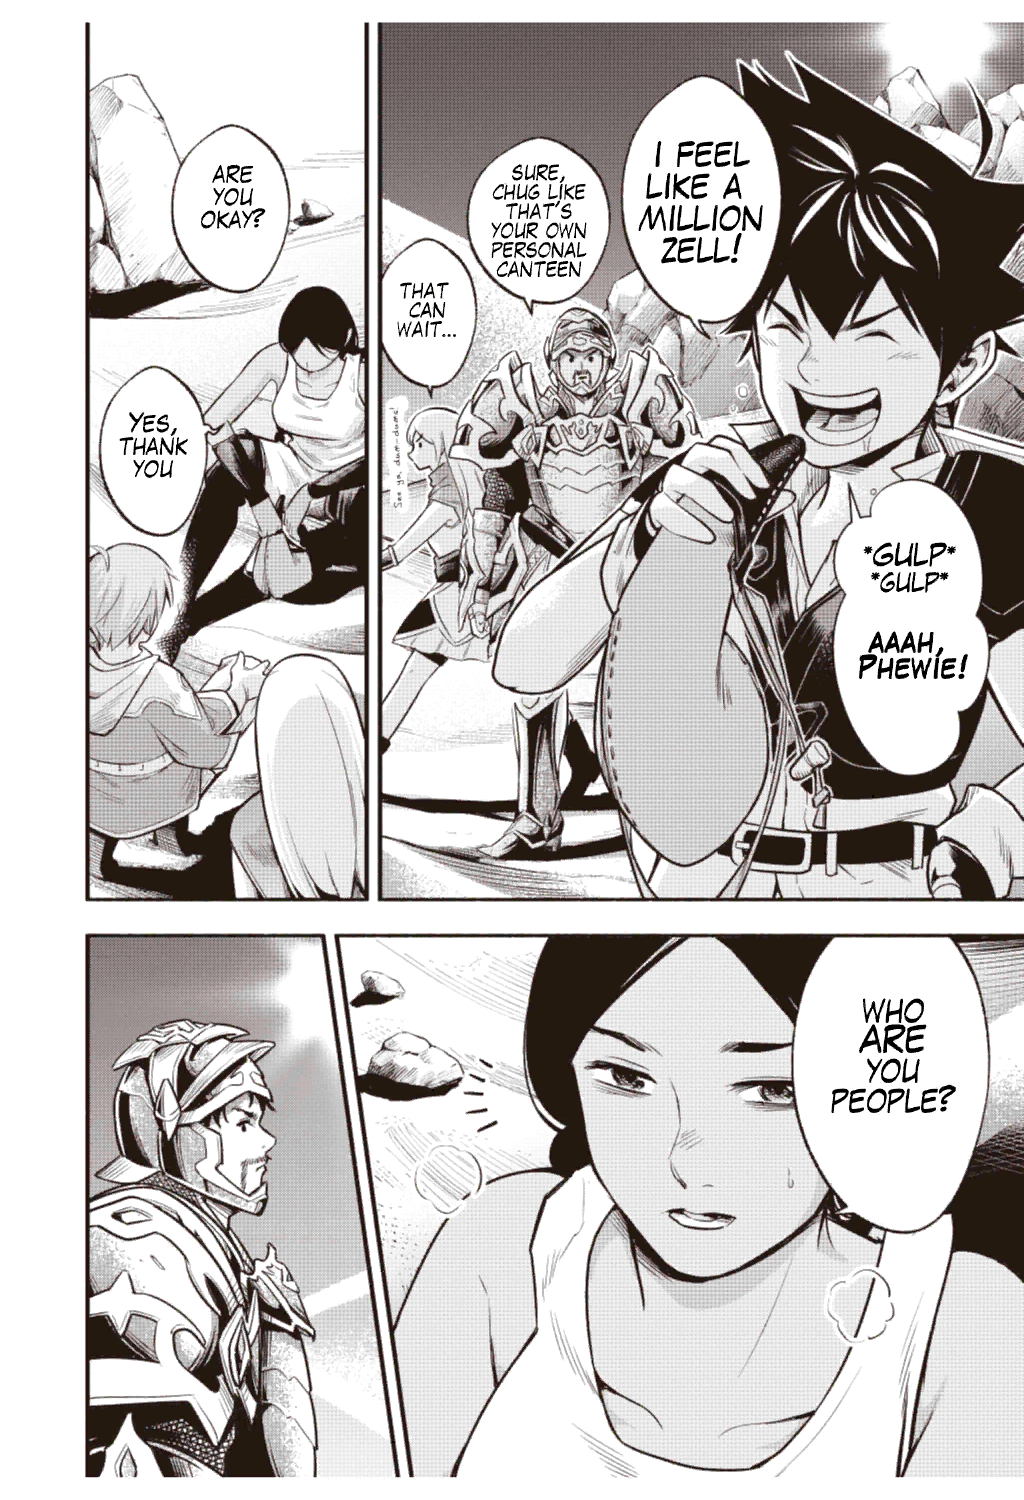 I FEEL
LIKE A
MILLION
ZELL!
*GULP*
*GULP*
AAAH,
PHEWIE!
SURE,
CHUG LIKE
THAT'S
YOUR OWN
PERSONAL
CANTEEN
THAT
CAN
WAIT...
See ya, dum-dums!
ARE
YOU
OKAY?
YES,
THANK
YOU
WHO
ARE
YOU
PEOPLE?